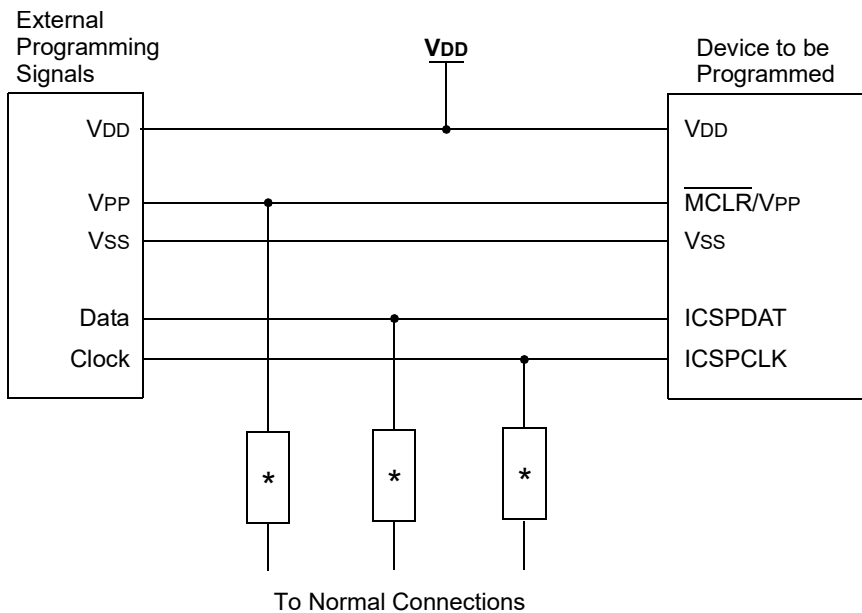 External
Programming
Signals
VDD
Device to be
Programmed
VDD
VDD
VPP
MCLR/VPP
VSS
VSS
Data
ICSPDAT
Clock
ICSPCLK
*
*
*
To Normal Connections